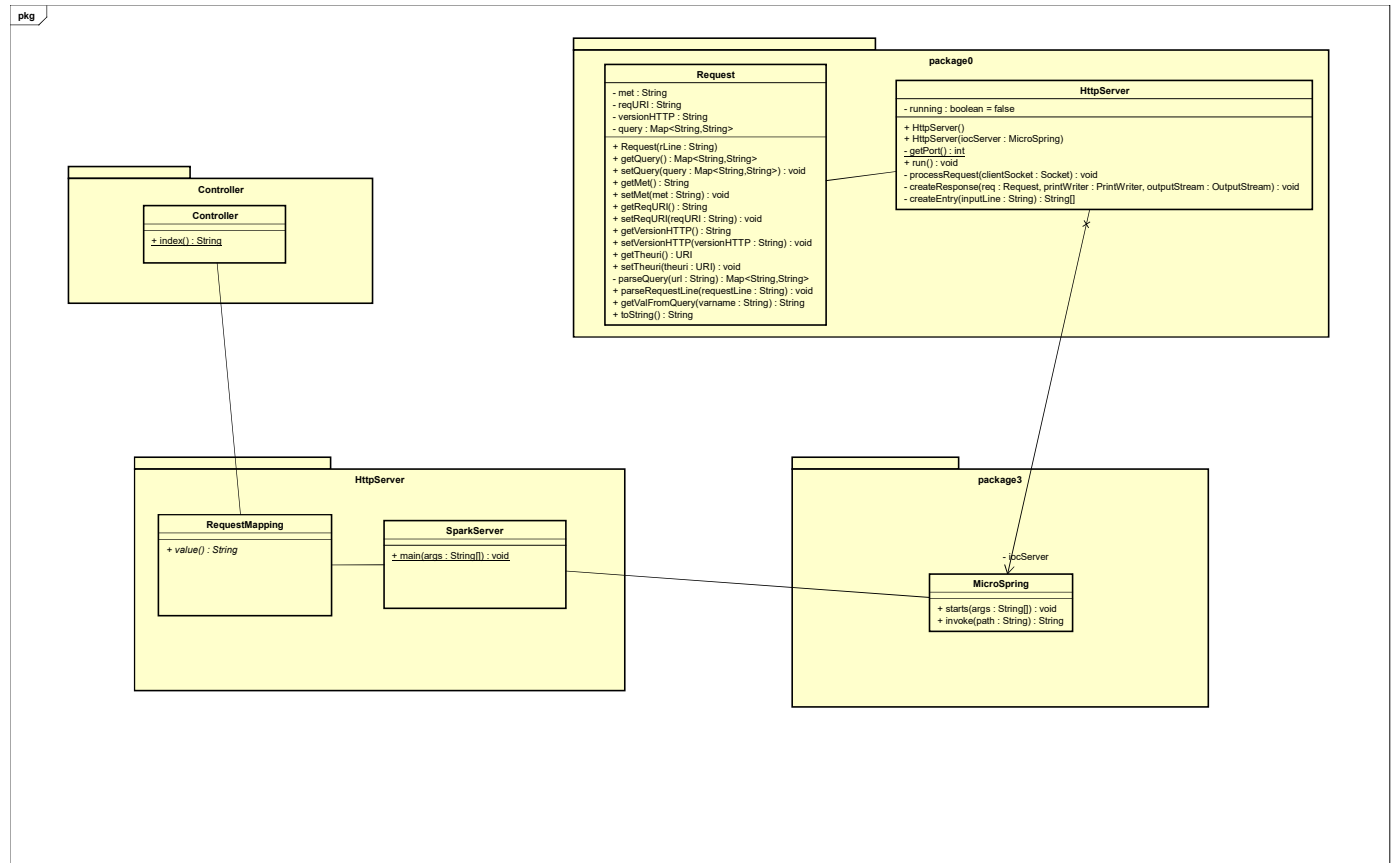 pkg
package0
Request
- met : String
- reqURI : String
- versionHTTP : String
- query : Map<String,String>
+ Request(rLine : String)
+ getQuery() : Map<String,String>
+ setQuery(query : Map<String,String>) : void
+ getMet() : String
+ setMet(met : String) : void
+ getReqURI() : String
+ setReqURI(reqURI : String) : void
+ getVersionHTTP() : String
+ setVersionHTTP(versionHTTP : String) : void
+ getTheuri() : URI
+ setTheuri(theuri : URI) : void
- parseQuery(url : String) : Map<String,String>
+ parseRequestLine(requestLine : String) : void
+ getValFromQuery(varname : String) : String
+ toString() : String
HttpServer
- running : boolean = false
+ HttpServer()
+ HttpServer(iocServer : MicroSpring)
- getPort() : int
+ run() : void
- processRequest(clientSocket : Socket) : void
- createResponse(req : Request, printWriter : PrintWriter, outputStream : OutputStream) : void
- createEntry(inputLine : String) : String[]
Controller
Controller
+ index() : String
HttpServer
RequestMapping
+ value() : String
SparkServer
+ main(args : String[]) : void
package3
- iocServer
MicroSpring
+ starts(args : String[]) : void
+ invoke(path : String) : String